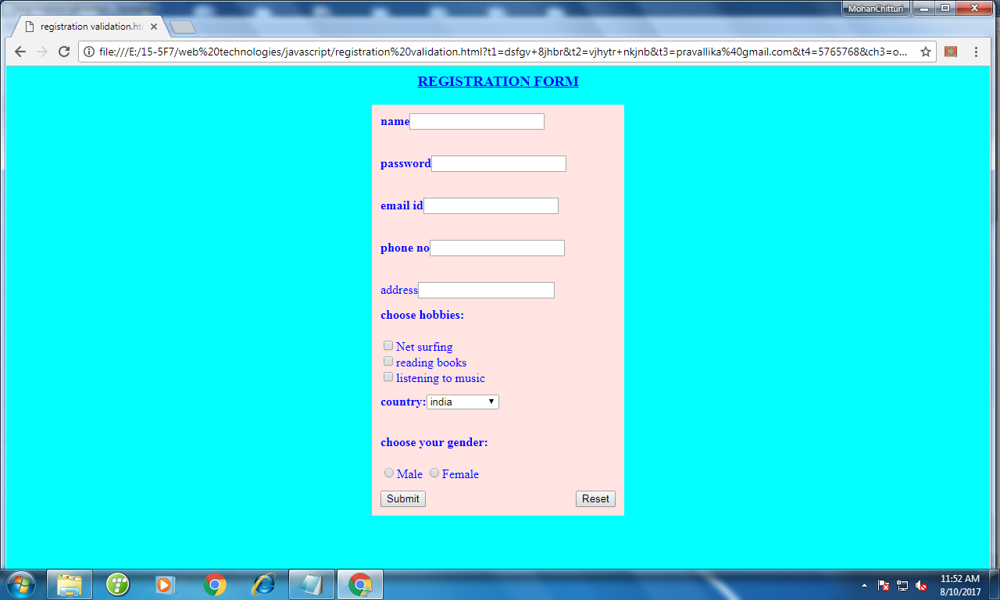 MohanChitturi
registration validation.htm
file:///E:/15-5F7/web%20technologies/javascript/registration%20validation.html?t1=dsfgv+8jhbr&t2=vjhytr+nkjnb&t3=pravallika%40gmail.com&t4=5765768&ch3=o...
REGISTRATION FORM
name
password
email id
phone no
address
choose hobbies:
Net surfing
reading books
listening to music
country: india
choose your gender:
Male Female
Submit Reset
11:52 AM
8/10/2017